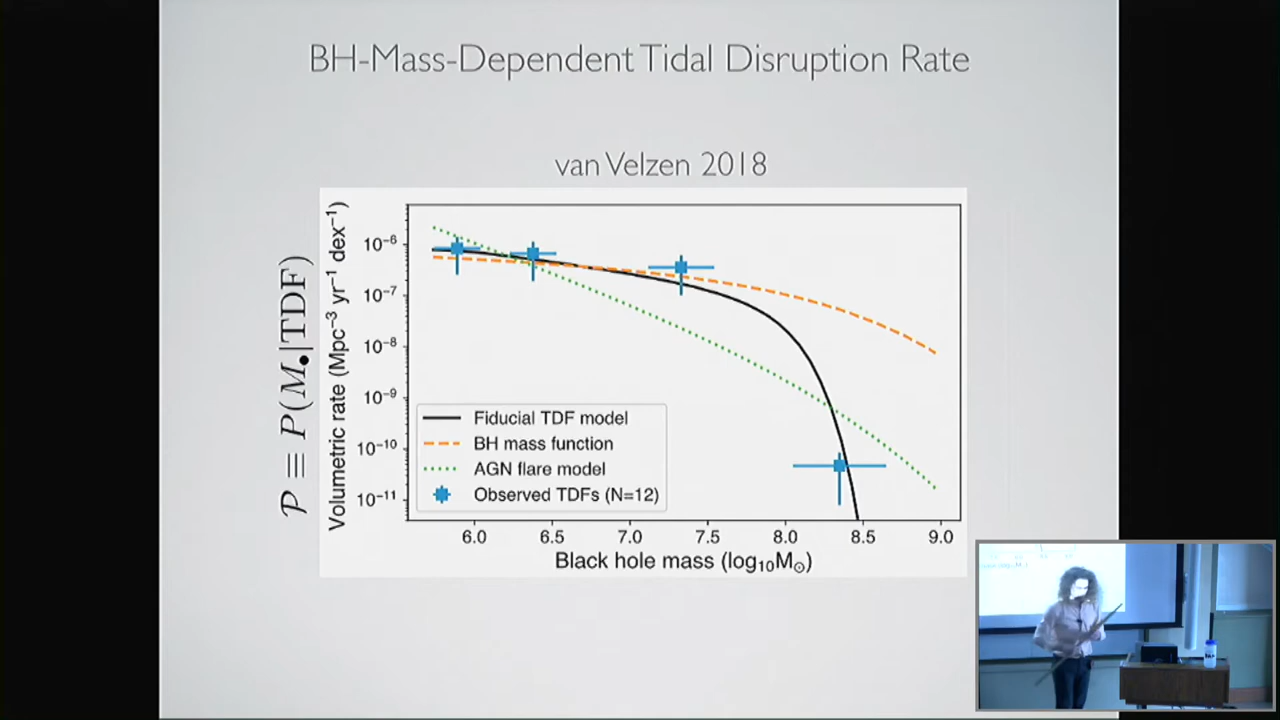 BH-Mass-Dependent Tidal Disruption Rate
van Velzen 2018
𝒫 ≡ P(M•|TDF)
Volumetric rate (Mpc⁻³ yr⁻¹ dex⁻¹)
10⁻⁶
10⁻⁷
10⁻⁸
10⁻⁹
10⁻¹⁰
10⁻¹¹
Fiducial TDF model
BH mass function
AGN flare model
Observed TDFs (N=12)
6.0 6.5 7.0 7.5 8.0 8.5 9.0
Black hole mass (log₁₀M☉)